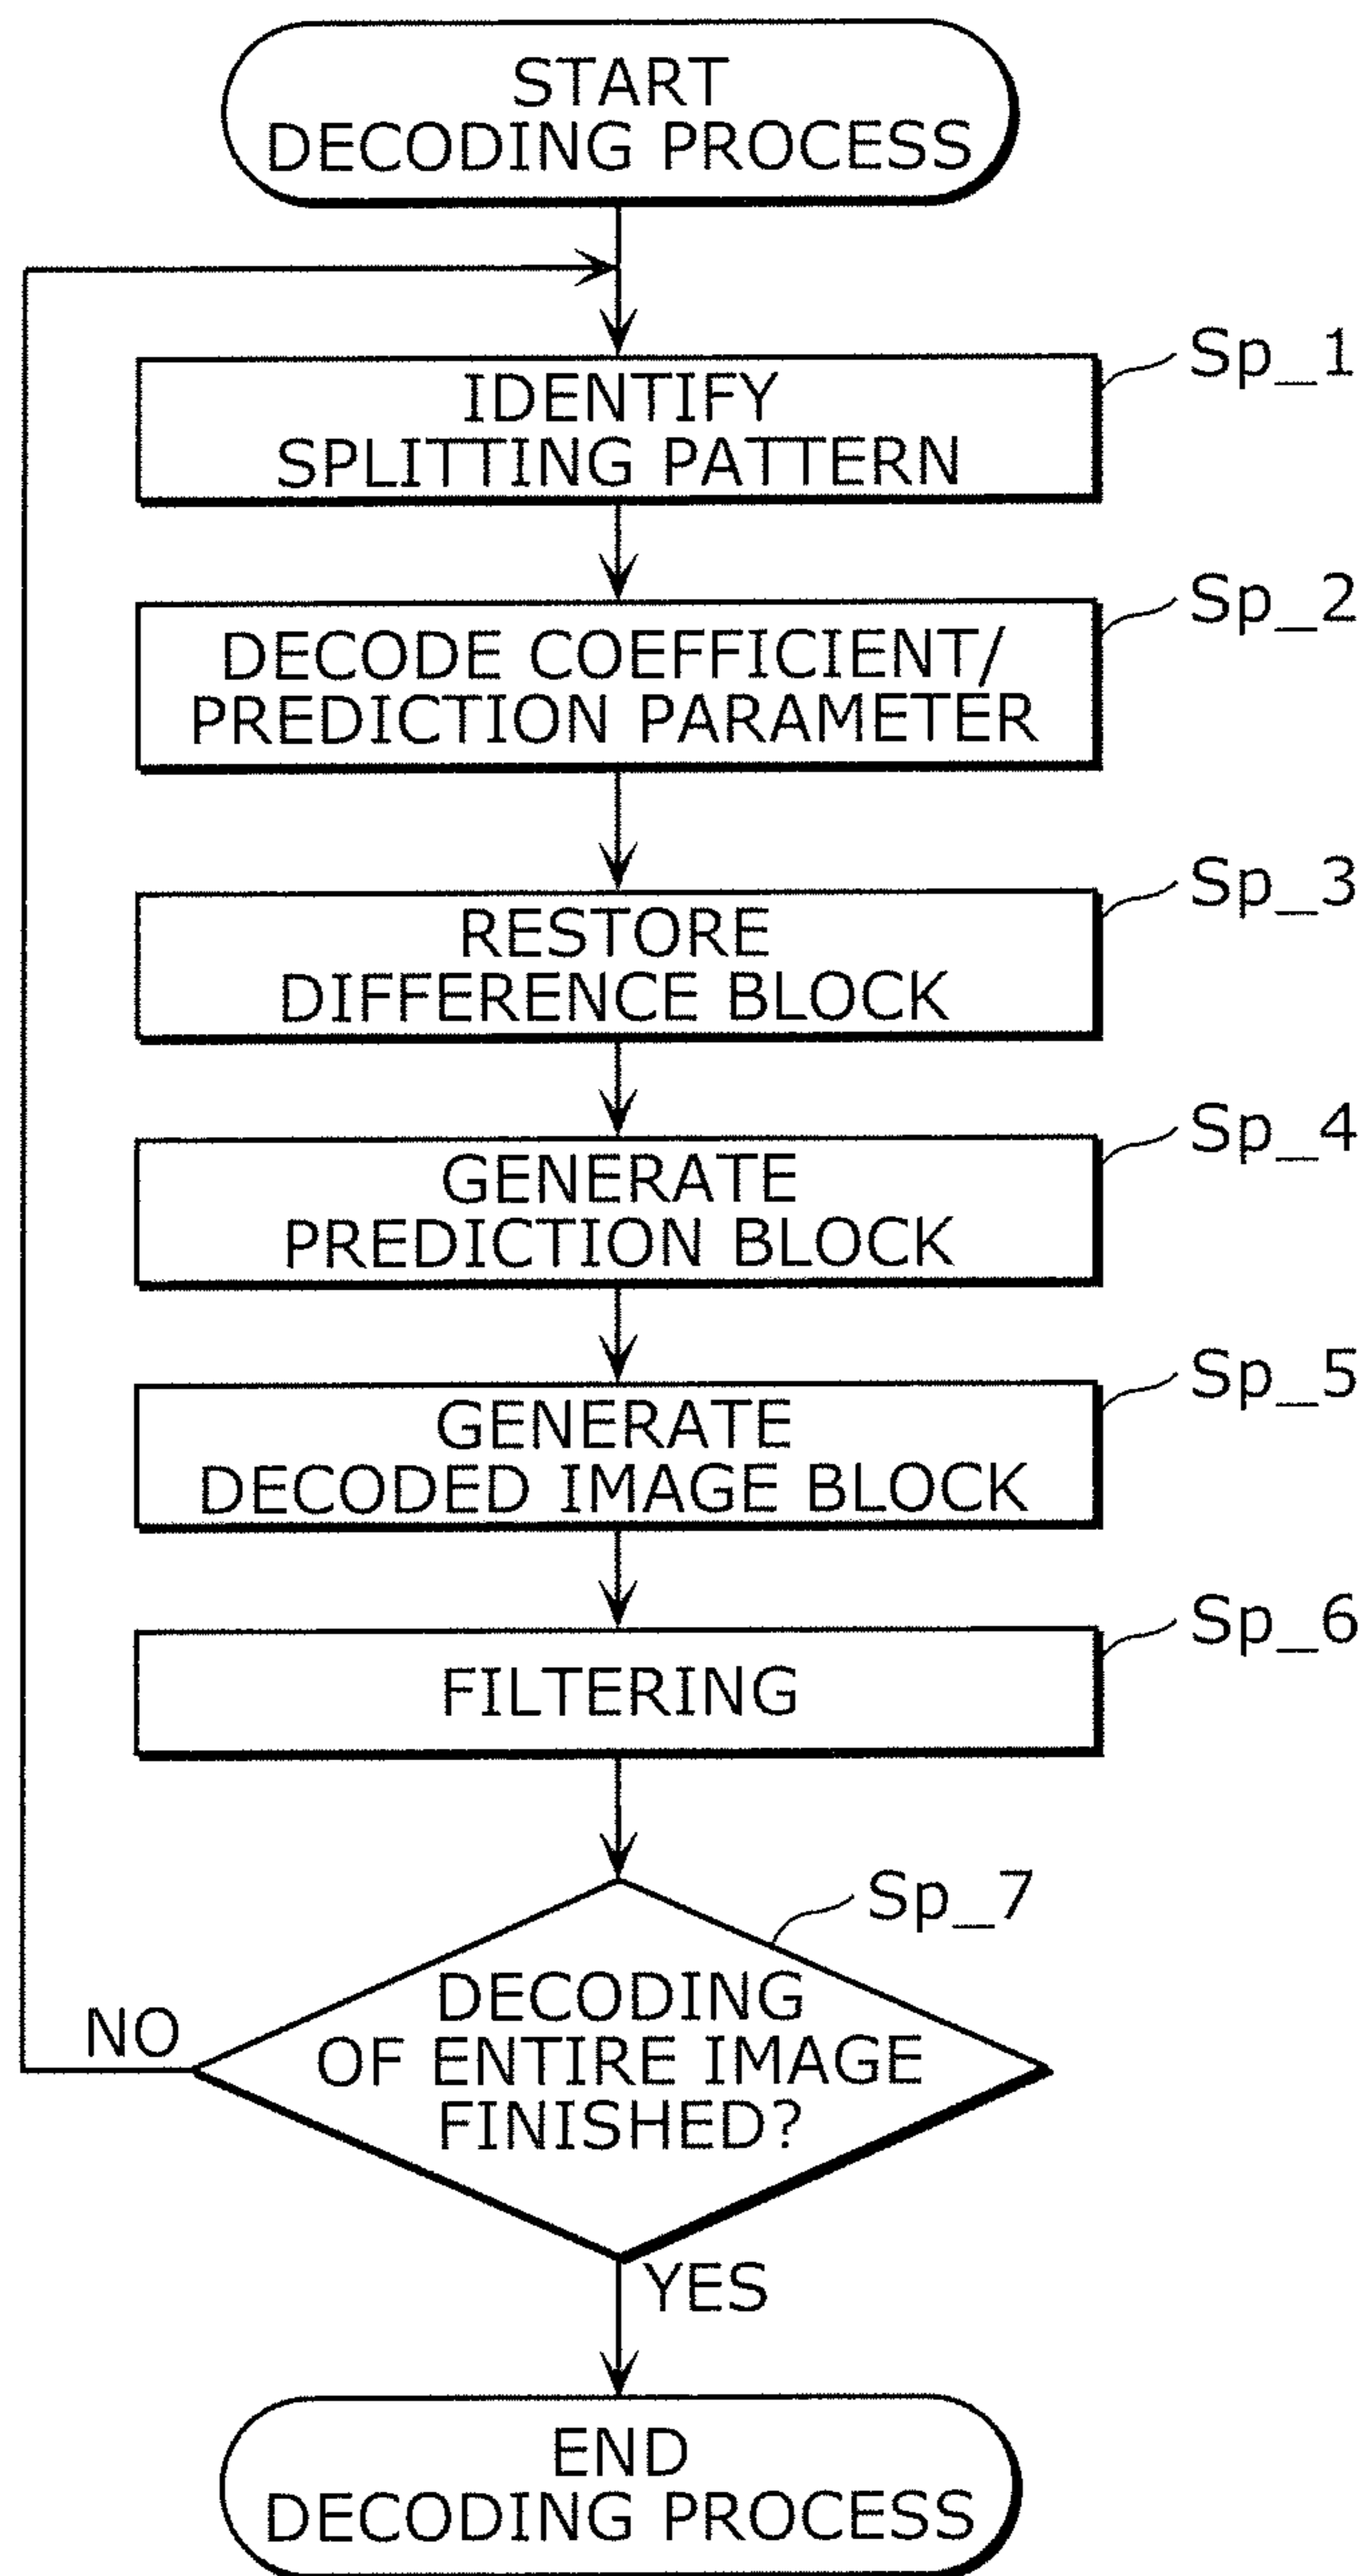 START
DECODING PROCESS
Sp_1
IDENTIFY
SPLITTING PATTERN
Sp_2
DECODE COEFFICIENT/
PREDICTION PARAMETER
Sp_3
RESTORE
DIFFERENCE BLOCK
Sp_4
GENERATE
PREDICTION BLOCK
Sp_5
GENERATE
DECODED IMAGE BLOCK
Sp_6
FILTERING
Sp_7
DECODING
OF ENTIRE IMAGE
FINISHED?
NO
YES
END
DECODING PROCESS